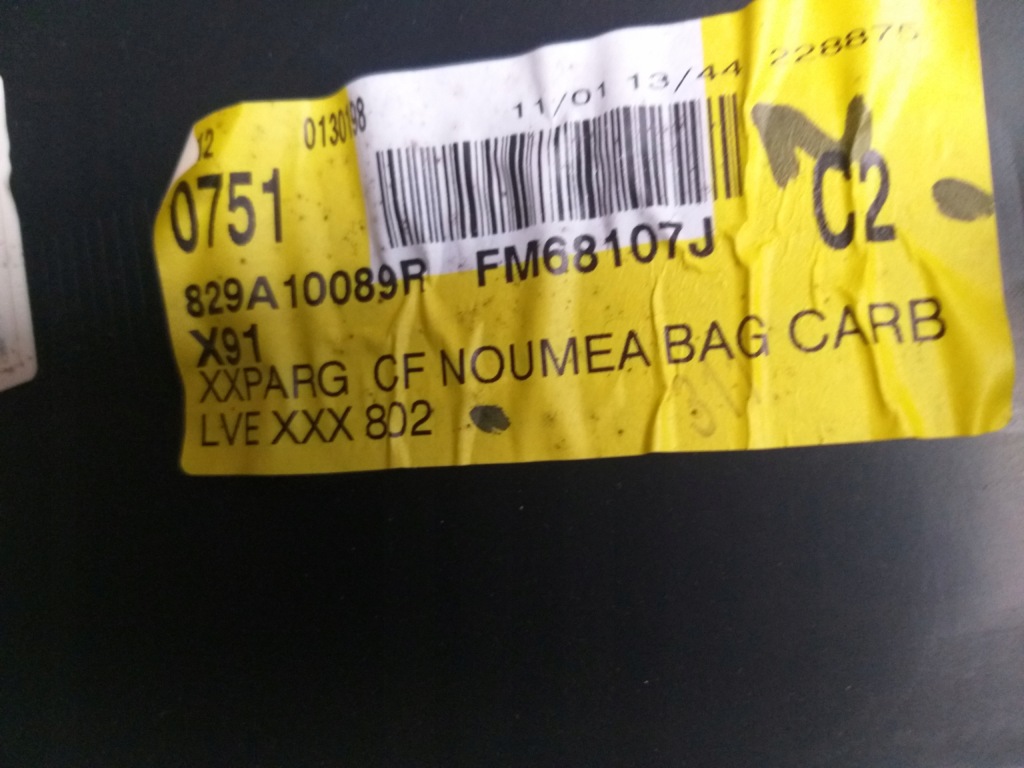 12 0130198 11/01 13/44 228875
0751 C2
829A10089R FM68107J
X91
XXPARG CF NOUMEA BAG CARB
LVE XXX 802